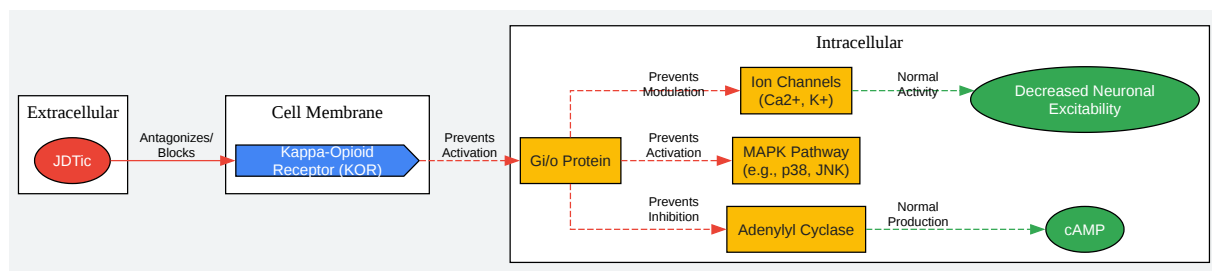 Extracellular
JDTic
Antagonizes/
Blocks
Cell Membrane
Kappa-Opioid
Receptor (KOR)
Prevents
Activation
Intracellular
Gi/o Protein
Prevents
Modulation
Ion Channels
(Ca2+, K+)
Normal
Activity
Decreased Neuronal
Excitability
Prevents
Activation
MAPK Pathway
(e.g., p38, JNK)
Prevents
Inhibition
Adenylyl Cyclase
Normal
Production
cAMP